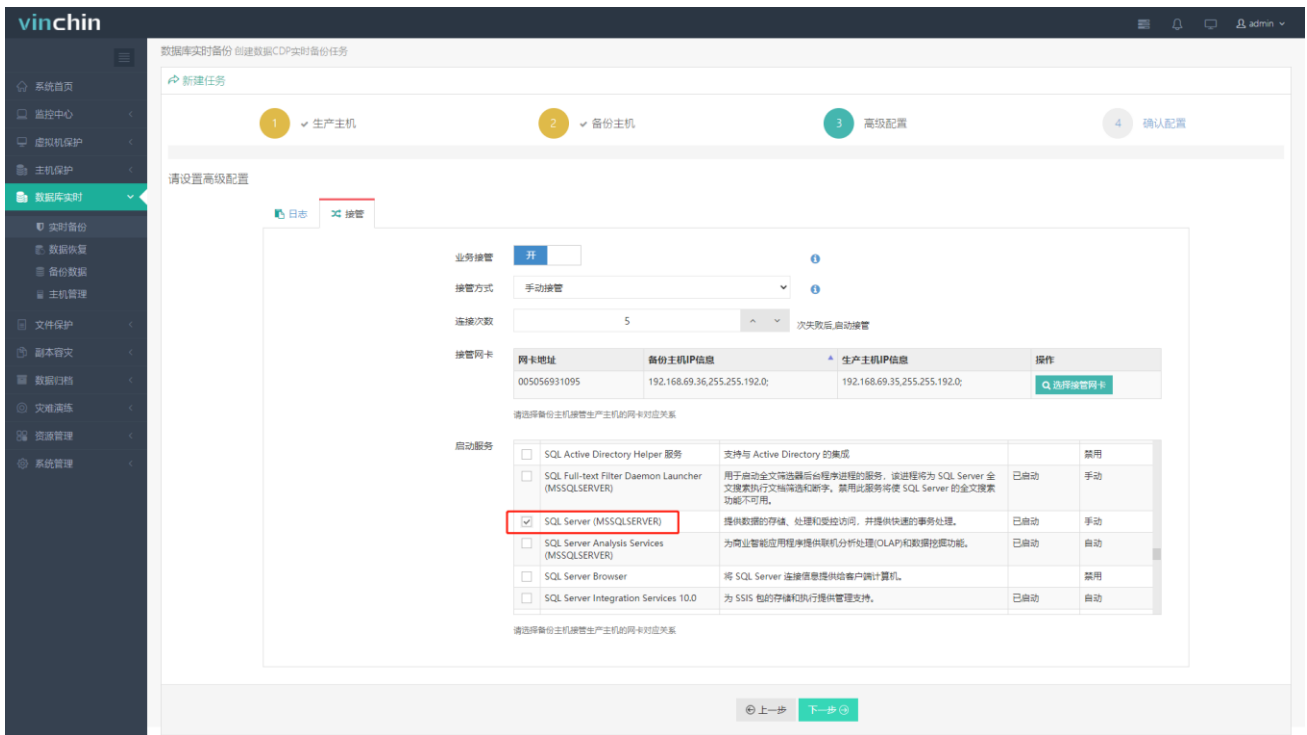 vinchin
admin
数据库实时备份 创建数据CDP实时备份任务
系统首页
监控中心
虚拟机保护
主机保护
数据库实时
实时备份
数据恢复
备份数据
主机管理
文件保护
副本容灾
数据归档
灾难演练
资源管理
系统管理
新建任务
1 生产主机
2 备份主机
3 高级配置
4 确认配置
请设置高级配置
日志 接管
业务接管 开
接管方式 手动接管
连接次数 5 次失败后,启动接管
接管网卡
网卡地址 备份主机IP信息 生产主机IP信息 操作
005056931095 192.168.69.36,255.255.192.0; 192.168.69.35,255.255.192.0; 选择接管网卡
请选择备份主机接管生产主机的网卡对应关系
启动服务
SQL Active Directory Helper 服务 支持与 Active Directory 的集成 禁用
SQL Full-text Filter Daemon Launcher 用于启动全文筛选器后台程序进程的服务，该进程将为 SQL Server 全 已启动 手动
(MSSQLSERVER) 文搜索执行文档筛选和断字。禁用此服务将使 SQL Server 的全文搜索
功能不可用。
SQL Server (MSSQLSERVER) 提供数据的存储、处理和受控访问，并提供快速的事务处理。 已启动 手动
SQL Server Analysis Services 为商业智能应用程序提供联机分析处理(OLAP)和数据挖掘功能。 已启动 自动
(MSSQLSERVER)
SQL Server Browser 将 SQL Server 连接信息提供给客户端计算机。 禁用
SQL Server Integration Services 10.0 为 SSIS 包的存储和执行提供管理支持。 已启动 自动
请选择备份主机接管生产主机的网卡对应关系
上一步 下一步